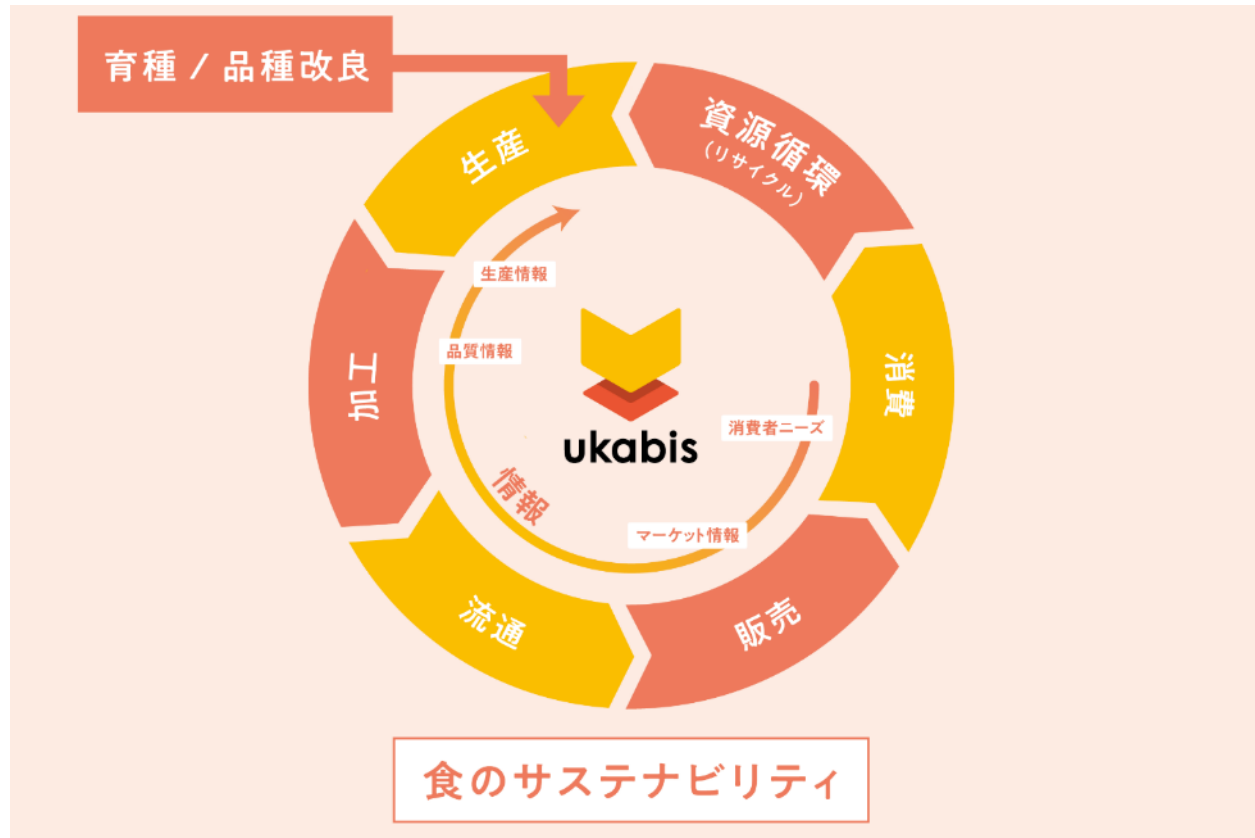 育種 / 品種改良
生産
資源循環
(リサイクル)
消費
販売
流通
加工
生産情報
品質情報
情報
マーケット情報
消費者ニーズ
ukabis
食のサステナビリティ